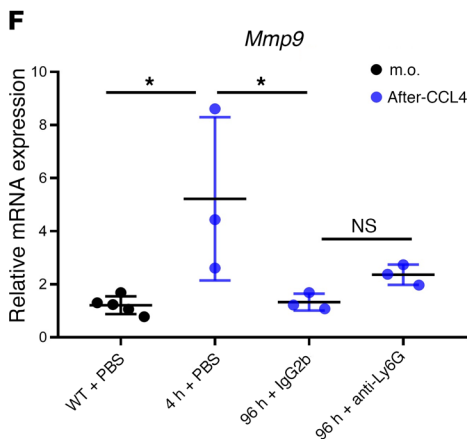 F
Mmp9
m.o.
After-CCL4
Relative mRNA expression
10
8
6
4
2
0
*
*
NS
WT + PBS
4 h + PBS
96 h + IgG2b
96 h + anti-Ly6G